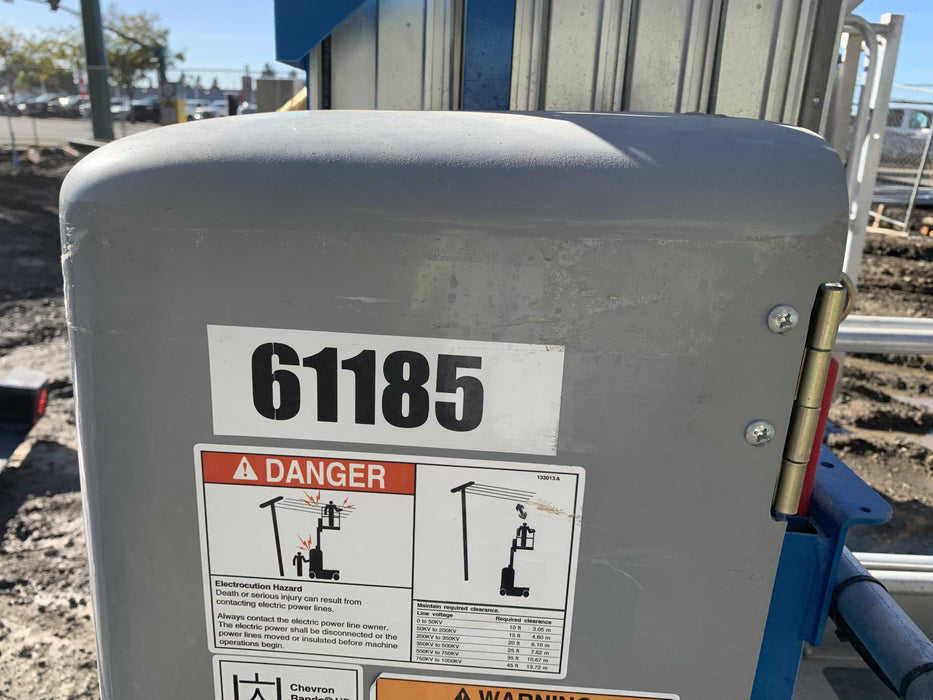 61185
DANGER
133013 A
Electrocution Hazard
Death or serious injury can result from
contacting electric power lines.
Always contact the electric power line owner.
The electric power shall be disconnected or the
power lines moved or insulated before machine
operations begin.
Maintain required clearance.
Line voltage Required clearance
0 to 50KV 10 ft 3.05 m
50KV to 200KV 15 ft 4.60 m
200KV to 350KV 20 ft 6.10 m
350KV to 500KV 25 ft 7.62 m
500KV to 750KV 35 ft 10.67 m
750KV to 1000KV 45 ft 13.72 m
Chevron
Rando® HD
WARNING